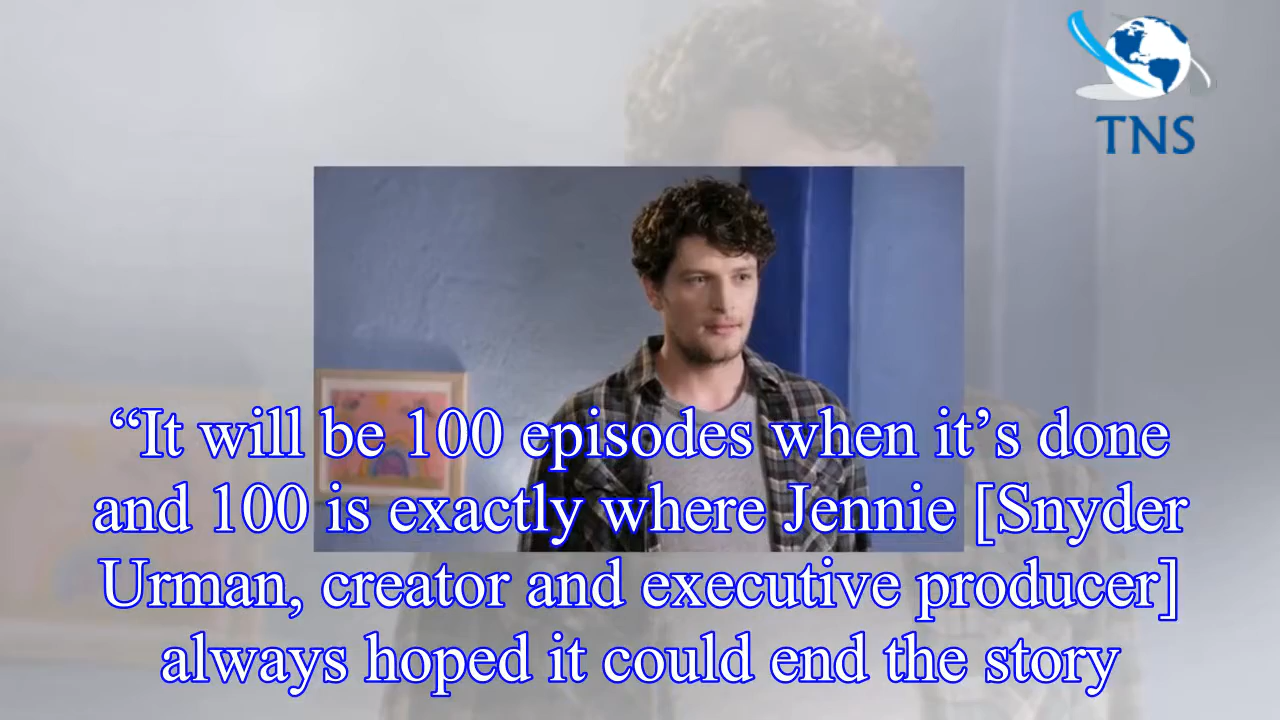 TNS
“It will be 100 episodes when it’s done
and 100 is exactly where Jennie [Snyder
Urman, creator and executive producer]
always hoped it could end the story